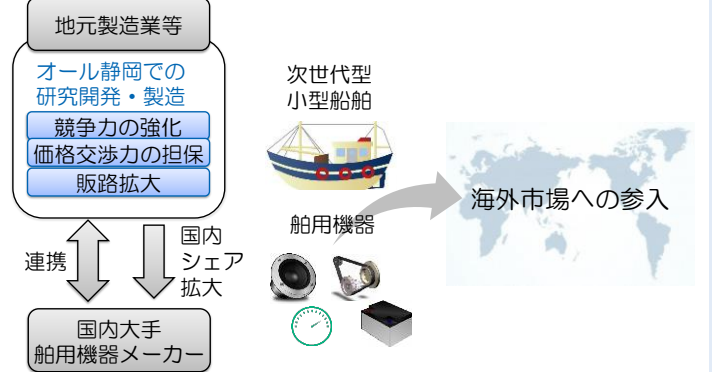 地元製造業等
オール静岡での
研究開発・製造
競争力の強化
価格交渉力の担保
販路拡大
連携
国内
シェア
拡大
国内大手
舶用機器メーカー
次世代型
小型船舶
舶用機器
海外市場への参入